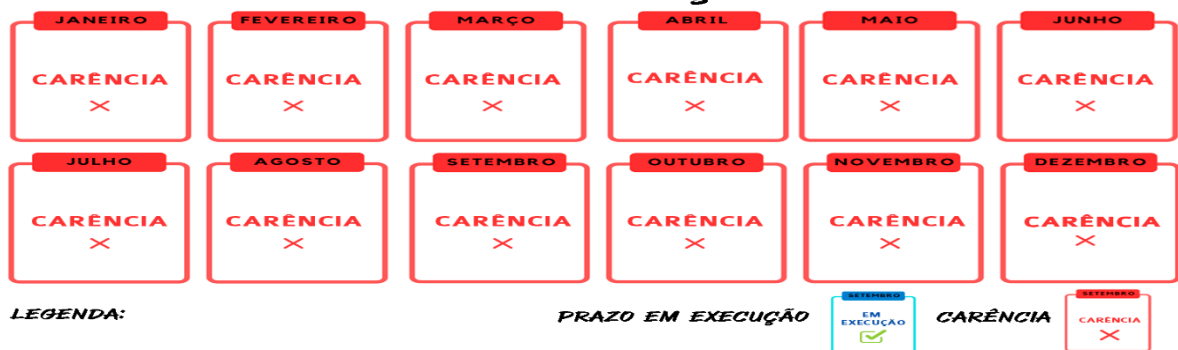 JANEIRO FEVEREIRO MARÇO ABRIL MAIO JUNHO
CARÊNCIA CARÊNCIA CARÊNCIA CARÊNCIA CARÊNCIA CARÊNCIA
JULHO AGOSTO SETEMBRO OUTUBRO NOVEMBRO DEZEMBRO
CARÊNCIA CARÊNCIA CARÊNCIA CARÊNCIA CARÊNCIA CARÊNCIA
LEGENDA: PRAZO EM EXECUÇÃO SETEMBRO EM EXECUÇÃO CARÊNCIA SETEMBRO CARÊNCIA